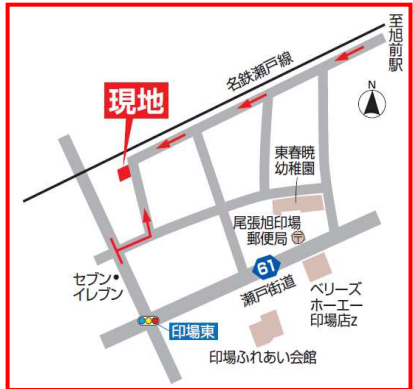 至旭前駅
名鉄瀬戸線
N
現地
東春暁
幼稚園
尾張旭印場
郵便局〒
61
瀬戸街道
セブン
イレブン
ベリーズ
ホーエー
印場店z
印場東
印場ふれあい会館